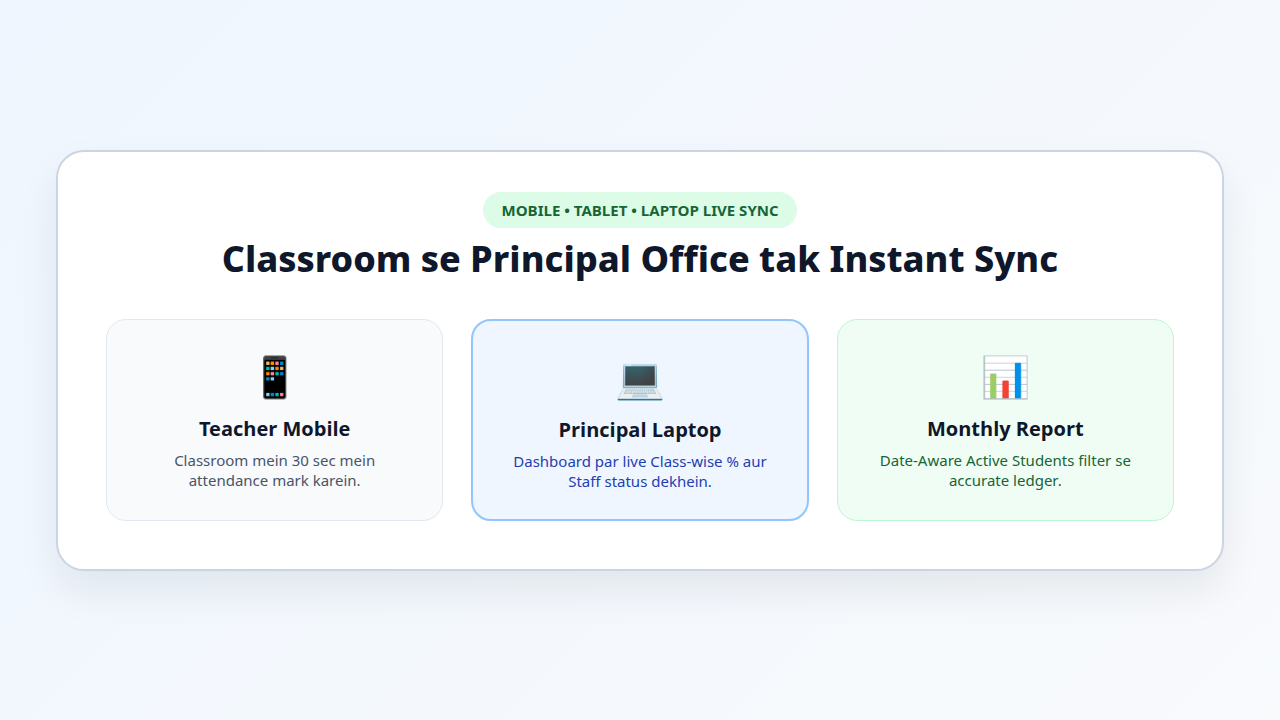 MOBILE • TABLET • LAPTOP LIVE SYNC
Classroom se Principal Office tak Instant Sync
Teacher Mobile
Classroom mein 30 sec mein
attendance mark karein.
Principal Laptop
Dashboard par live Class-wise % aur
Staff status dekhein.
Monthly Report
Date-Aware Active Students filter se
accurate ledger.